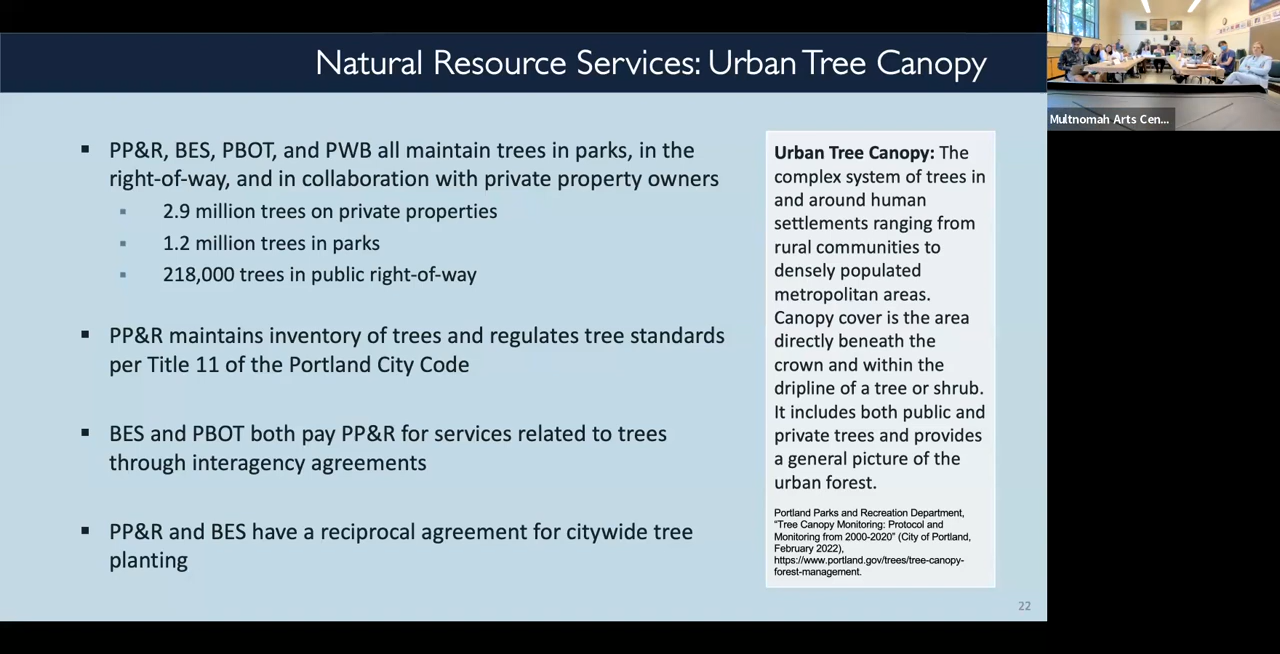 Natural Resource Services: Urban Tree Canopy
▪ PP&R, BES, PBOT, and PWB all maintain trees in parks, in the
right-of-way, and in collaboration with private property owners
▪ 2.9 million trees on private properties
▪ 1.2 million trees in parks
▪ 218,000 trees in public right-of-way
▪ PP&R maintains inventory of trees and regulates tree standards
per Title 11 of the Portland City Code
▪ BES and PBOT both pay PP&R for services related to trees
through interagency agreements
▪ PP&R and BES have a reciprocal agreement for citywide tree
planting
Urban Tree Canopy: The
complex system of trees in
and around human
settlements ranging from
rural communities to
densely populated
metropolitan areas.
Canopy cover is the area
directly beneath the
crown and within the
dripline of a tree or shrub.
It includes both public and
private trees and provides
a general picture of the
urban forest.
Portland Parks and Recreation Department,
"Tree Canopy Monitoring: Protocol and
Monitoring from 2000-2020" (City of Portland,
February 2022),
https://www.portland.gov/trees/tree-canopy-
forest-management.
22
Multnomah Arts Cen...